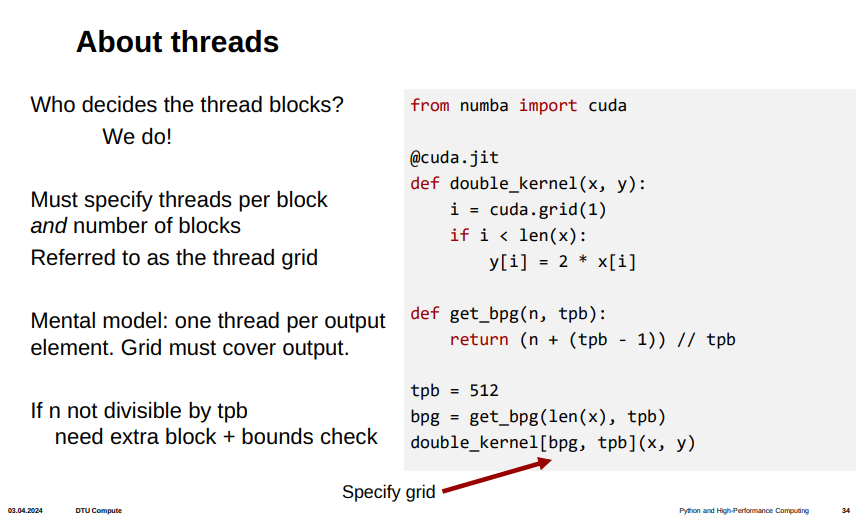 About threads
Who decides the thread blocks?
We do!
Must specify threads per block
and number of blocks
Referred to as the thread grid
Mental model: one thread per output
element. Grid must cover output.
If n not divisible by tpb
need extra block + bounds check
from numba import cuda
@cuda.jit
def double_kernel(x, y):
    i = cuda.grid(1)
    if i < len(x):
        y[i] = 2 * x[i]
def get_bpg(n, tpb):
    return (n + (tpb - 1)) // tpb
tpb = 512
bpg = get_bpg(len(x), tpb)
double_kernel[bpg, tpb](x, y)
Specify grid
03.04.2024 DTU Compute Python and High-Performance Computing 34